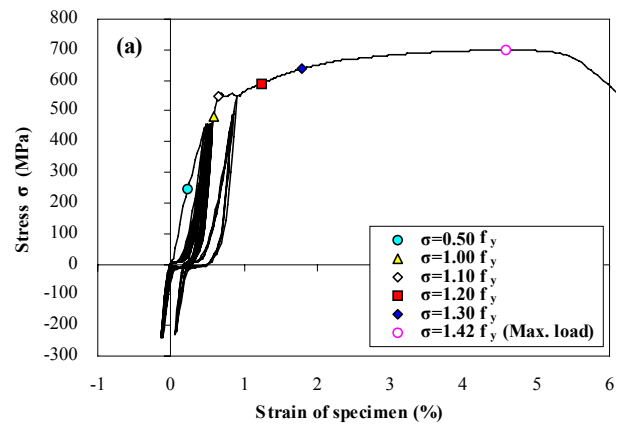 (a)
Stress σ (MPa)
800
700
600
500
400
300
200
100
0
-100
-200
-300
-1 0 1 2 3 4 5 6
Strain of specimen (%)
σ=0.50 f y
σ=1.00 f y
σ=1.10 f y
σ=1.20 f y
σ=1.30 f y
σ=1.42 f y (Max. load)